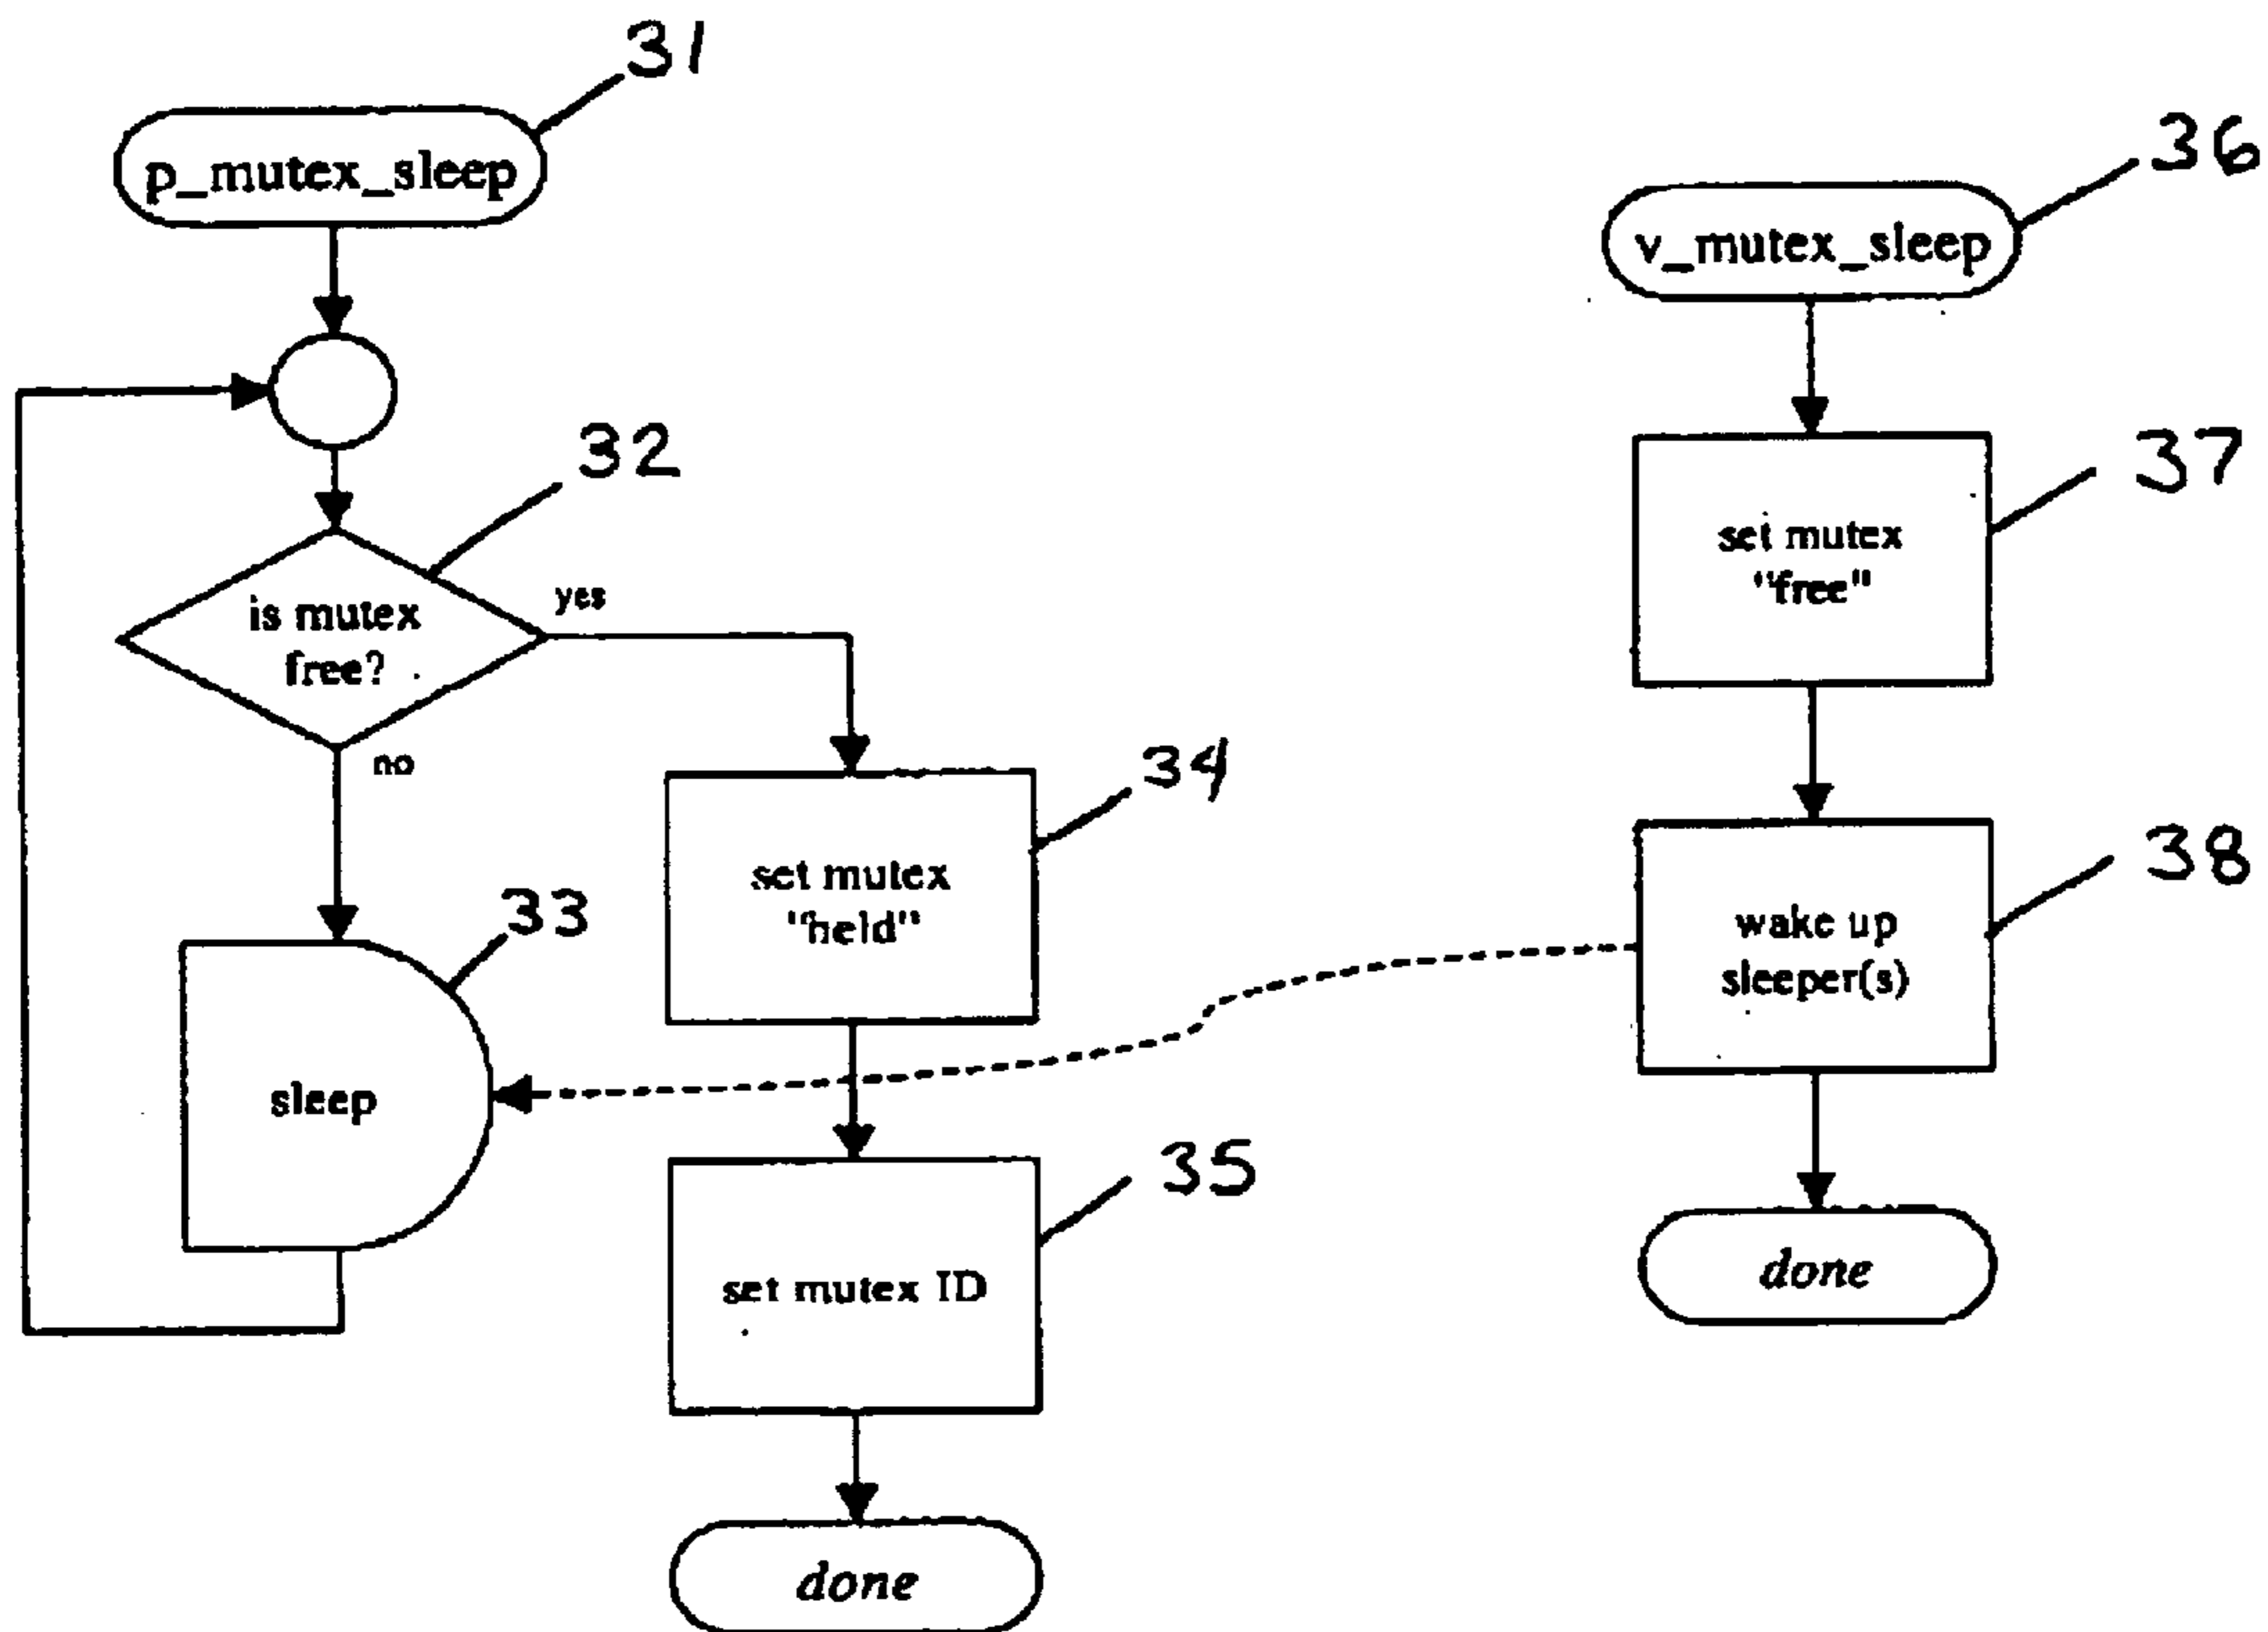 31
p_mutex_sleep
32
is mutex
free?
yes
no
33
sleep
34
set mutex
"held"
35
set mutex ID
done
36
v_mutex_sleep
37
set mutex
"free"
38
wake up
sleeper(s)
done